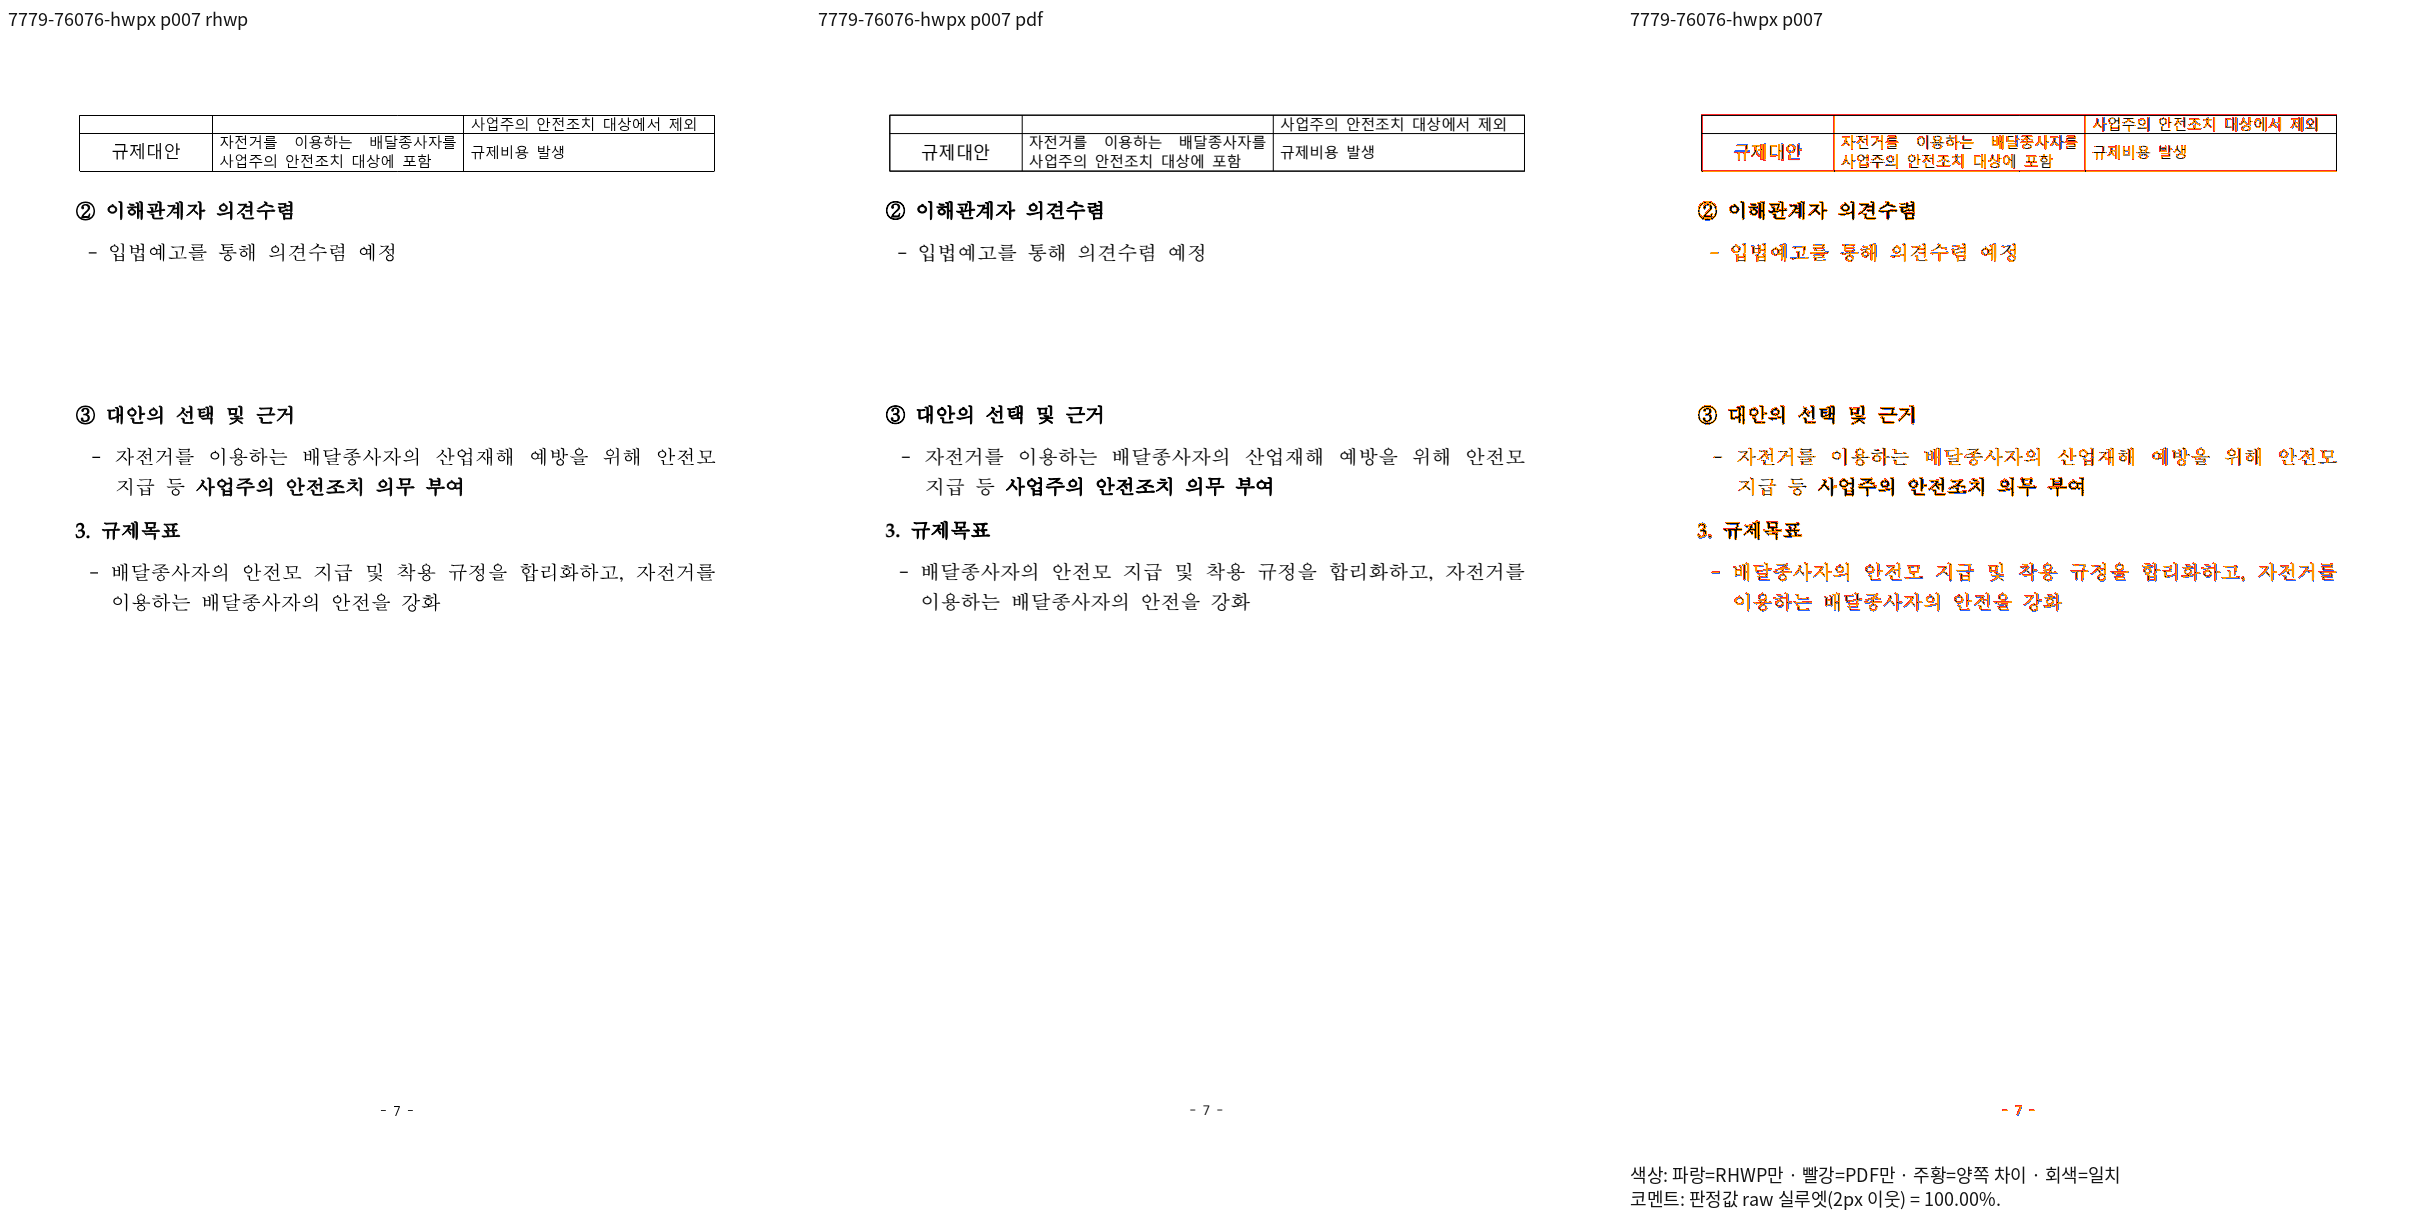 7779-76076-hwpx p007 rhwp
사업주의 안전조치 대상에서 제외
규제대안
자전거를 이용하는 배달종사자를
사업주의 안전조치 대상에 포함
규제비용 발생
② 이해관계자 의견수렴
- 입법예고를 통해 의견수렴 예정
③ 대안의 선택 및 근거
- 자전거를 이용하는 배달종사자의 산업재해 예방을 위해 안전모
지급 등 사업주의 안전조치 의무 부여
3. 규제목표
- 배달종사자의 안전모 지급 및 착용 규정을 합리화하고, 자전거를
이용하는 배달종사자의 안전을 강화
- 7 -
7779-76076-hwpx p007 pdf
사업주의 안전조치 대상에서 제외
규제대안
자전거를 이용하는 배달종사자를
사업주의 안전조치 대상에 포함
규제비용 발생
② 이해관계자 의견수렴
- 입법예고를 통해 의견수렴 예정
③ 대안의 선택 및 근거
- 자전거를 이용하는 배달종사자의 산업재해 예방을 위해 안전모
지급 등 사업주의 안전조치 의무 부여
3. 규제목표
- 배달종사자의 안전모 지급 및 착용 규정을 합리화하고, 자전거를
이용하는 배달종사자의 안전을 강화
- 7 -
7779-76076-hwpx p007
사업주의 안전조치 대상에서 제외
규제대안
자전거를 이용하는 배달종사자를
사업주의 안전조치 대상에 포함
규제비용 발생
② 이해관계자 의견수렴
- 입법예고를 통해 의견수렴 예정
③ 대안의 선택 및 근거
- 자전거를 이용하는 배달종사자의 산업재해 예방을 위해 안전모
지급 등 사업주의 안전조치 의무 부여
3. 규제목표
- 배달종사자의 안전모 지급 및 착용 규정을 합리화하고, 자전거를
이용하는 배달종사자의 안전을 강화
- 7 -
색상: 파랑=RHWP만 · 빨강=PDF만 · 주황=양쪽 차이 · 회색=일치
코멘트: 판정값 raw 실루엣(2px 이웃) = 100.00%.